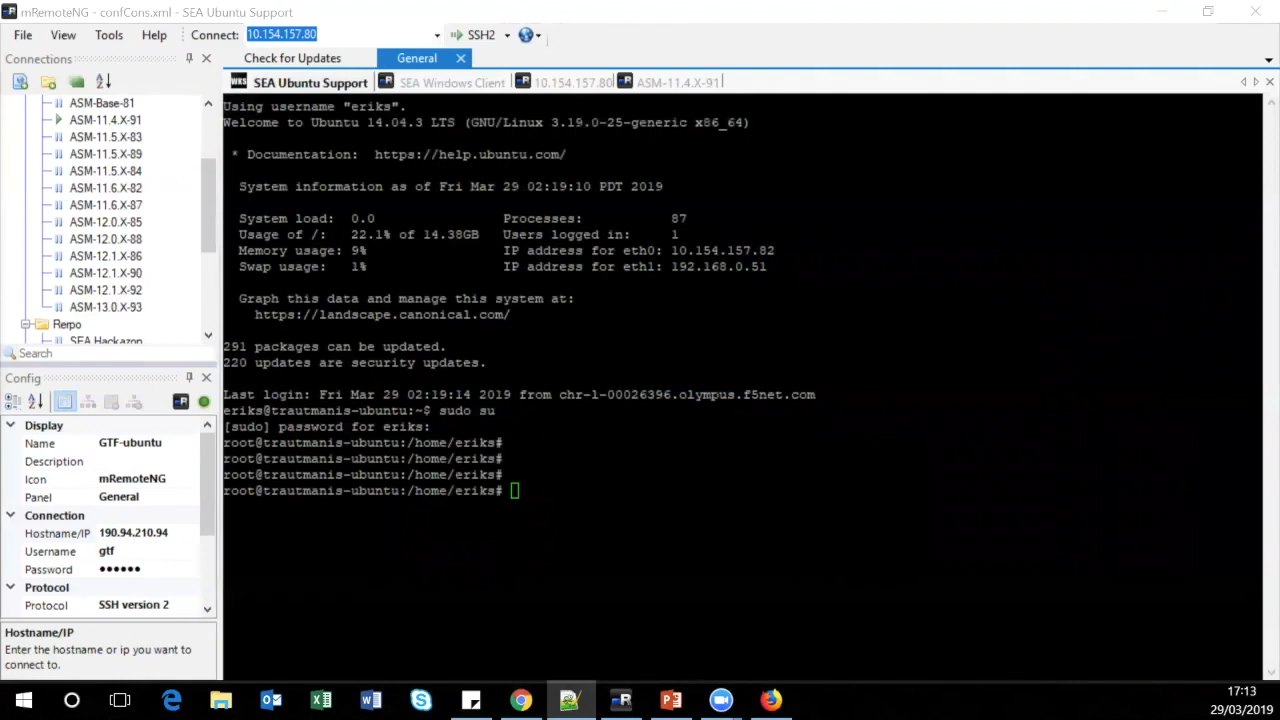 mRemoteNG - confCons.xml - SEA Ubuntu Support
File View Tools Help Connect: 10.154.157.80 SSH2
Connections
Check for Updates General
SEA Ubuntu Support SEA Windows Client 10.154.157.80 ASM-11.4.X-91
ASM-Base-81
ASM-11.4.X-91
ASM-11.5.X-83
ASM-11.5.X-89
ASM-11.5.X-84
ASM-11.6.X-82
ASM-11.6.X-87
ASM-12.0.X-85
ASM-12.0.X-88
ASM-12.1.X-86
ASM-12.1.X-90
ASM-12.1.X-92
ASM-13.0.X-93
Rerpo
SEA Hackazon
Search
Config
Display
Name GTF-ubuntu
Description
Icon mRemoteNG
Panel General
Connection
Hostname/IP 190.94.210.94
Username gtf
Password ••••••
Protocol
Protocol SSH version 2
Hostname/IP
Enter the hostname or ip you want to
connect to.
Using username "eriks".
Welcome to Ubuntu 14.04.3 LTS (GNU/Linux 3.19.0-25-generic x86_64)
* Documentation: https://help.ubuntu.com/
System information as of Fri Mar 29 02:19:10 PDT 2019
System load: 0.0 Processes: 87
Usage of /: 22.1% of 14.38GB Users logged in: 1
Memory usage: 9% IP address for eth0: 10.154.157.82
Swap usage: 1% IP address for eth1: 192.168.0.51
Graph this data and manage this system at:
https://landscape.canonical.com/
291 packages can be updated.
220 updates are security updates.
Last login: Fri Mar 29 02:19:14 2019 from chr-l-00026396.olympus.f5net.com
eriks@trautmanis-ubuntu:~$ sudo su
[sudo] password for eriks:
root@trautmanis-ubuntu:/home/eriks#
root@trautmanis-ubuntu:/home/eriks#
root@trautmanis-ubuntu:/home/eriks#
root@trautmanis-ubuntu:/home/eriks#
17:13
29/03/2019